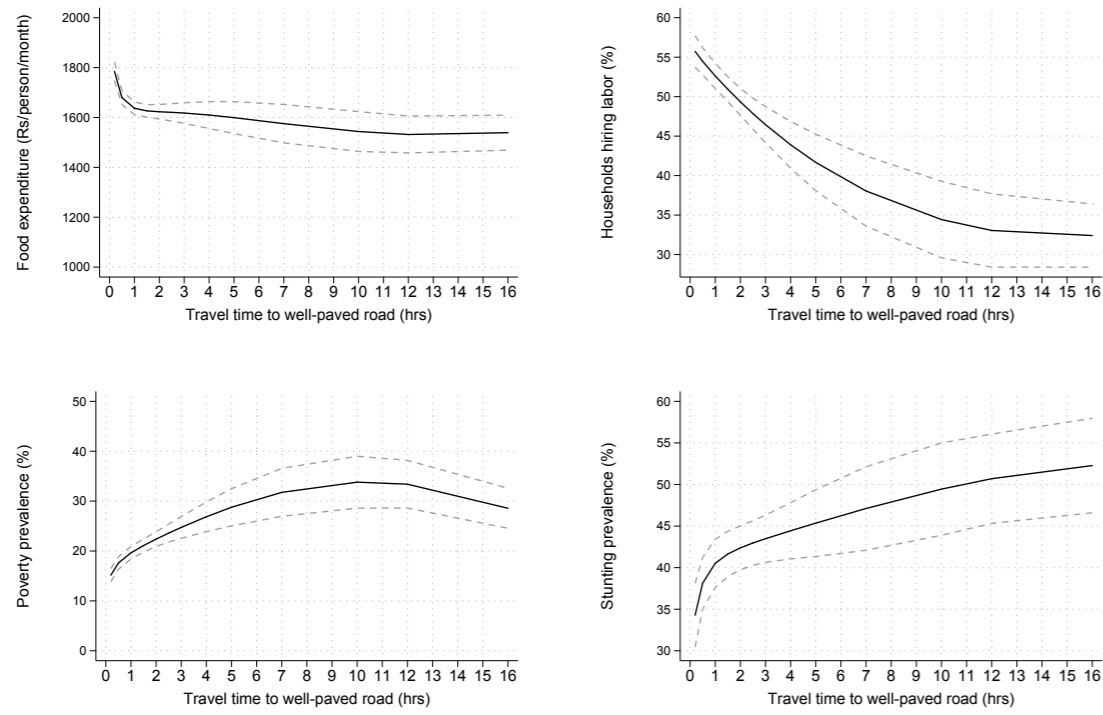 Food expenditure (Rs/person/month)
2000
1800
1600
1400
1200
1000
0 1 2 3 4 5 6 7 8 9 10 11 12 13 14 15 16
Travel time to well-paved road (hrs)
Households hiring labor (%)
60
55
50
45
40
35
30
0 1 2 3 4 5 6 7 8 9 10 11 12 13 14 15 16
Travel time to well-paved road (hrs)
Poverty prevalence (%)
50
40
30
20
10
0
0 1 2 3 4 5 6 7 8 9 10 11 12 13 14 15 16
Travel time to well-paved road (hrs)
Stunting prevalence (%)
60
55
50
45
40
35
30
0 1 2 3 4 5 6 7 8 9 10 11 12 13 14 15 16
Travel time to well-paved road (hrs)